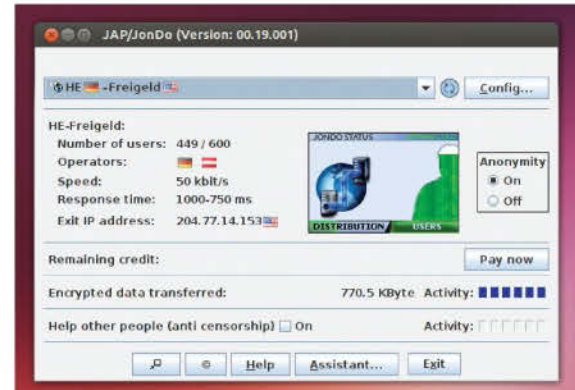 JAP/JonDo (Version: 00.19.001)
HE -Freigeld
Config...
HE-Freigeld:
Number of users: 449 / 600
Operators:
Speed: 50 kbit/s
Response time: 1000-750 ms
Exit IP address: 204.77.14.153
JONDO STATUS
DISTRIBUTION USERS
Anonymity
On
Off
Remaining credit: Pay now
Encrypted data transferred: 770.5 KByte Activity:
Help other people (anti censorship) On Activity:
Help Assistant... Exit